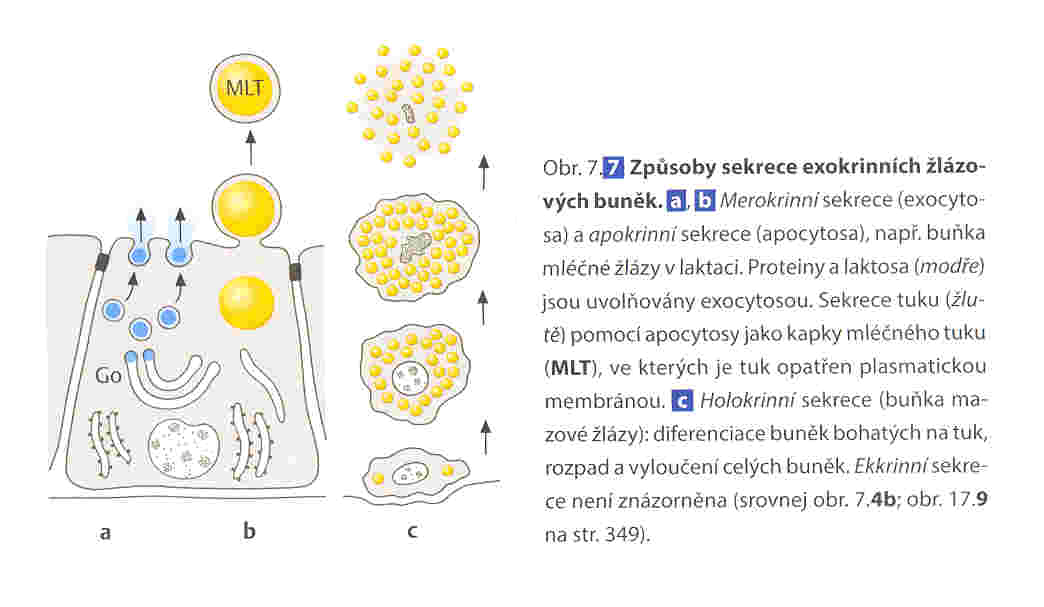 MLT
Go
a
b
c
Obr. 7.7 Způsoby sekrece exokrinních žlázo-
vých buněk. a, b Merokrinní sekrece (exocyto-
sa) a apokrinní sekrece (apocytosa), např. buňka
mléčné žlázy v laktaci. Proteiny a laktosa (modře)
jsou uvolňovány exocytosou. Sekrece tuku (žlu-
tě) pomocí apocytosy jako kapky mléčného tuku
(MLT), ve kterých je tuk opatřen plasmatickou
membránou. c Holokrinní sekrece (buňka ma-
zové žlázy): diferenciace buněk bohatých na tuk,
rozpad a vyloučení celých buněk. Ekkrinní sekre-
ce není znázorněna (srovnej obr. 7.4b; obr. 17.9
na str. 349).